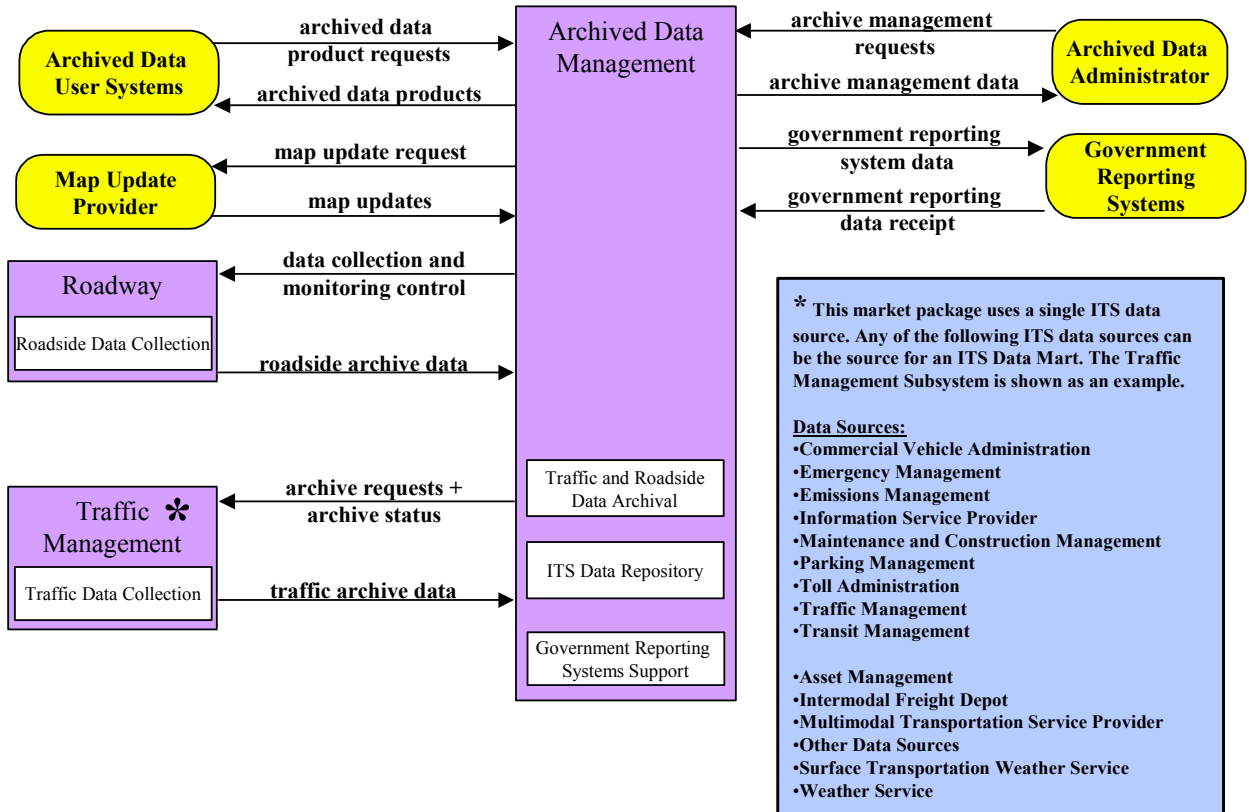 archived data
product requests
Archived Data
User Systems
archived data products
map update request
Map Update
Provider
map updates
data collection and
monitoring control
Roadway
Roadside Data Collection
roadside archive data
archive requests +
archive status
Traffic *
Management
Traffic Data Collection
traffic archive data
Archived Data
Management
Traffic and Roadside
Data Archival
ITS Data Repository
Government Reporting
Systems Support
archive management
requests
Archived Data
Administrator
archive management data
government reporting
system data
Government
Reporting
Systems
government reporting
data receipt
* This market package uses a single ITS data
source. Any of the following ITS data sources can
be the source for an ITS Data Mart. The Traffic
Management Subsystem is shown as an example.
Data Sources:
•Commercial Vehicle Administration
•Emergency Management
•Emissions Management
•Information Service Provider
•Maintenance and Construction Management
•Parking Management
•Toll Administration
•Traffic Management
•Transit Management
•Asset Management
•Intermodal Freight Depot
•Multimodal Transportation Service Provider
•Other Data Sources
•Surface Transportation Weather Service
•Weather Service